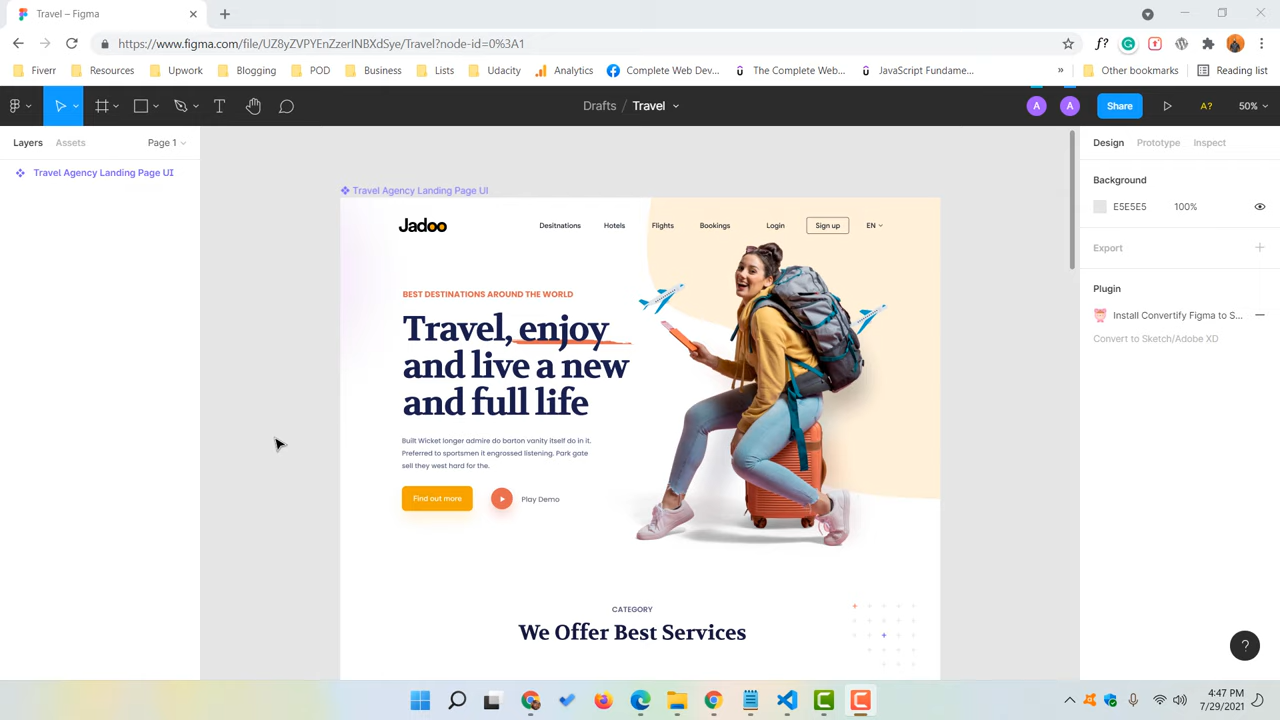 Travel – Figma
https://www.figma.com/file/UZ8yZVPYEnZzerINBXdSye/Travel?node-id=0%3A1
Fiverr
Resources
Upwork
Blogging
POD
Business
Lists
Udacity
Analytics
Complete Web Dev...
The Complete Web...
JavaScript Fundame...
»
Other bookmarks
Reading list
Drafts / Travel
A
A
Share
A?
50%
Layers
Assets
Page 1
Design
Prototype
Inspect
Travel Agency Landing Page UI
Background
E5E5E5
100%
Export
Plugin
Install Convertify Figma to S...
Convert to Sketch/Adobe XD
Travel Agency Landing Page UI
Jadoo
Desitnations
Hotels
Flights
Bookings
Login
Sign up
EN
BEST DESTINATIONS AROUND THE WORLD
Travel, enjoy
and live a new
and full life
Built Wicket longer admire do barton vanity itself do in it.
Preferred to sportsmen it engrossed listening. Park gate
sell they west hard for the.
Find out more
Play Demo
CATEGORY
We Offer Best Services
?
4:47 PM
7/29/2021